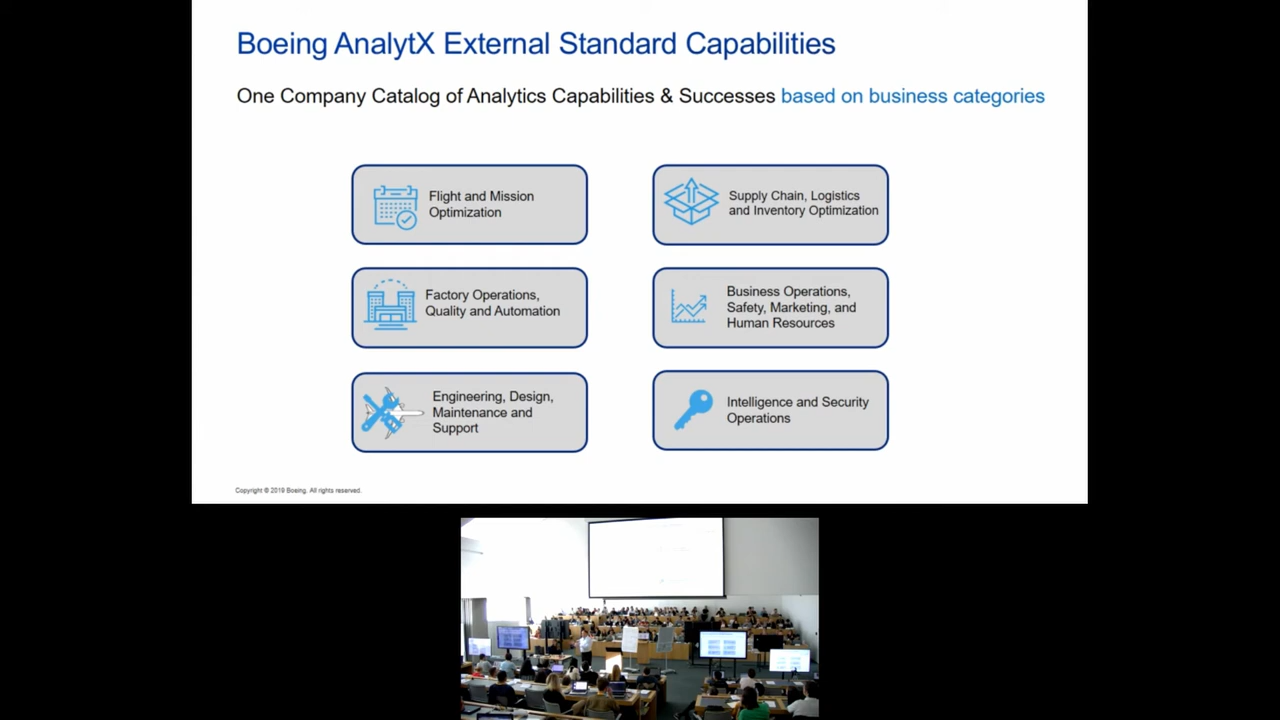 Boeing AnalytX External Standard Capabilities
One Company Catalog of Analytics Capabilities & Successes based on business categories
Flight and Mission
Optimization
Supply Chain, Logistics
and Inventory Optimization
Factory Operations,
Quality and Automation
Business Operations,
Safety, Marketing, and
Human Resources
Engineering, Design,
Maintenance and
Support
Intelligence and Security
Operations
Copyright © 2019 Boeing. All rights reserved.